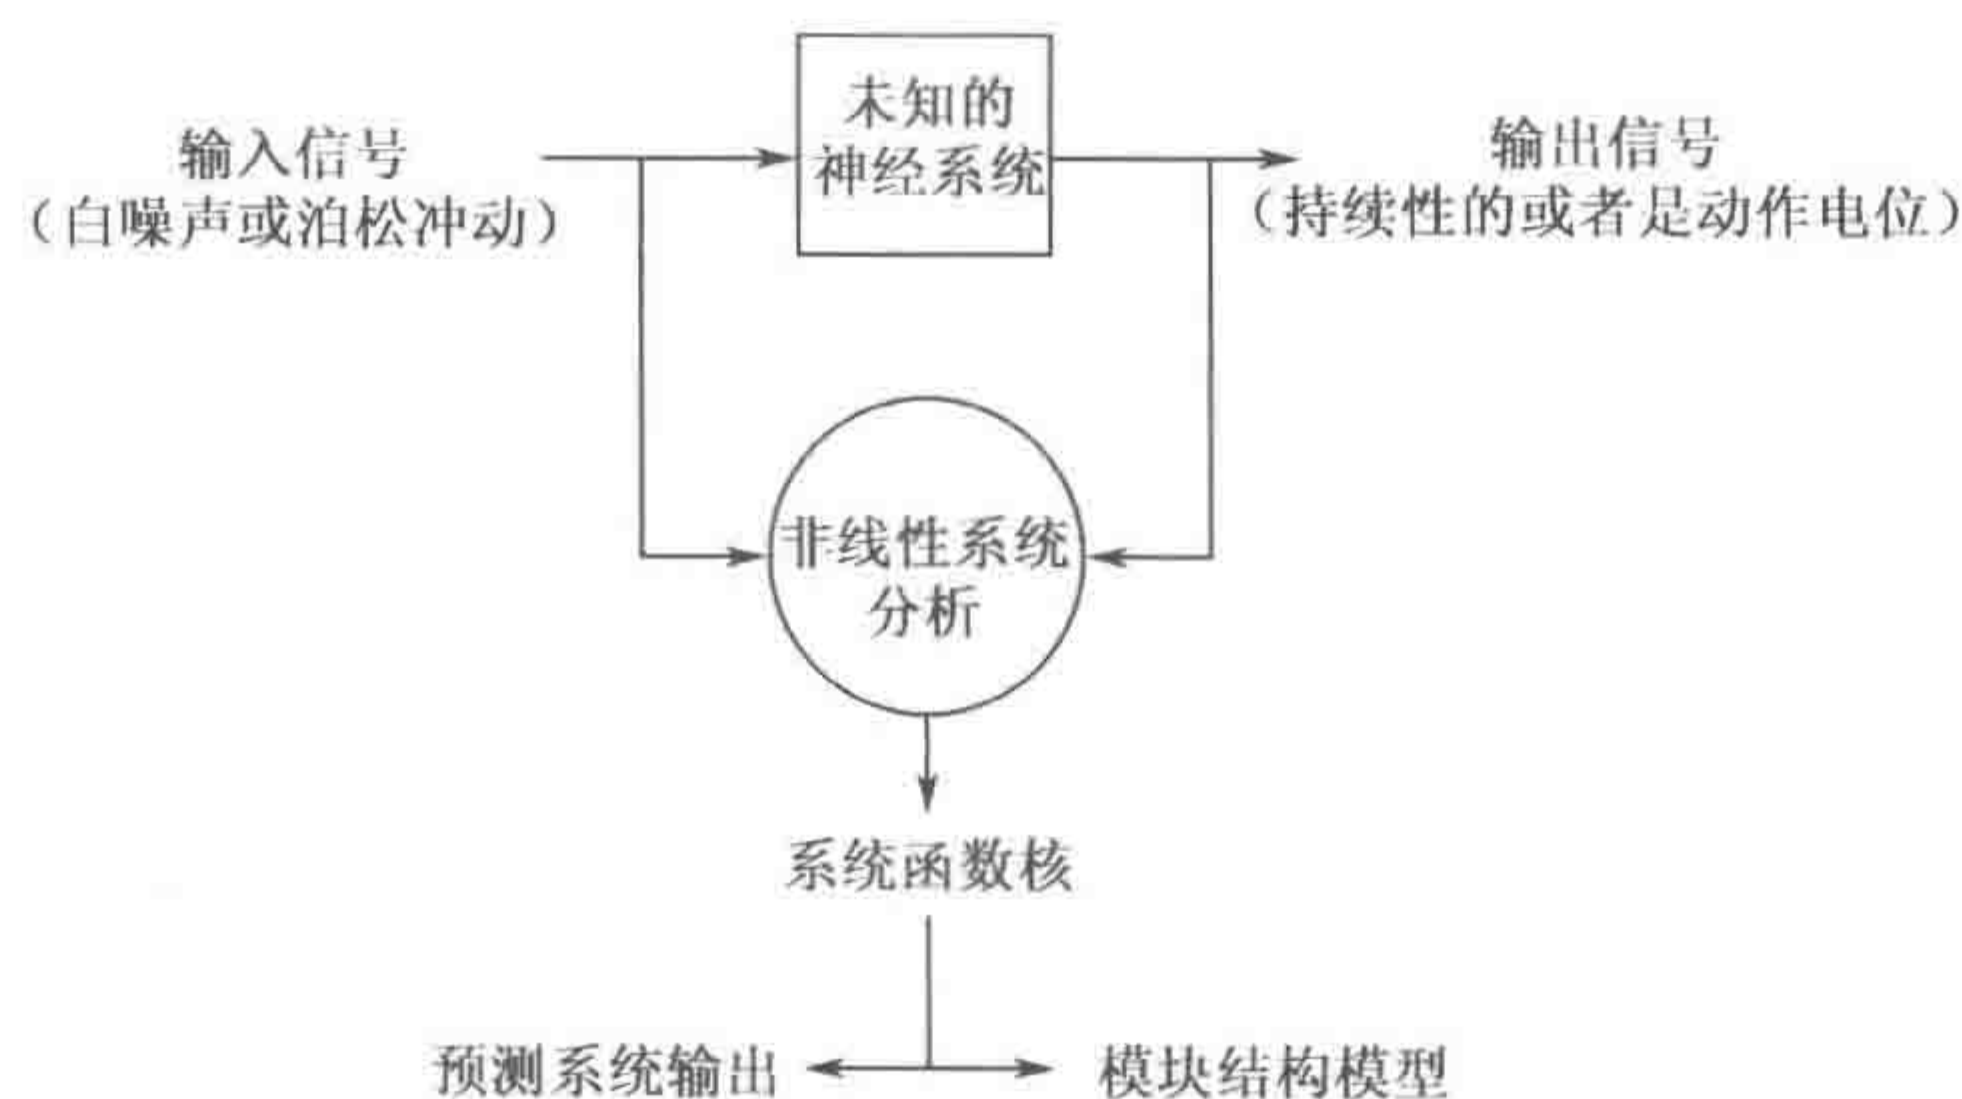 未知的
神经系统
输入信号
(白噪声或泊松冲动)
输出信号
(持续性的或者是动作电位)
非线性系统
分析
系统函数核
预测系统输出
模块结构模型